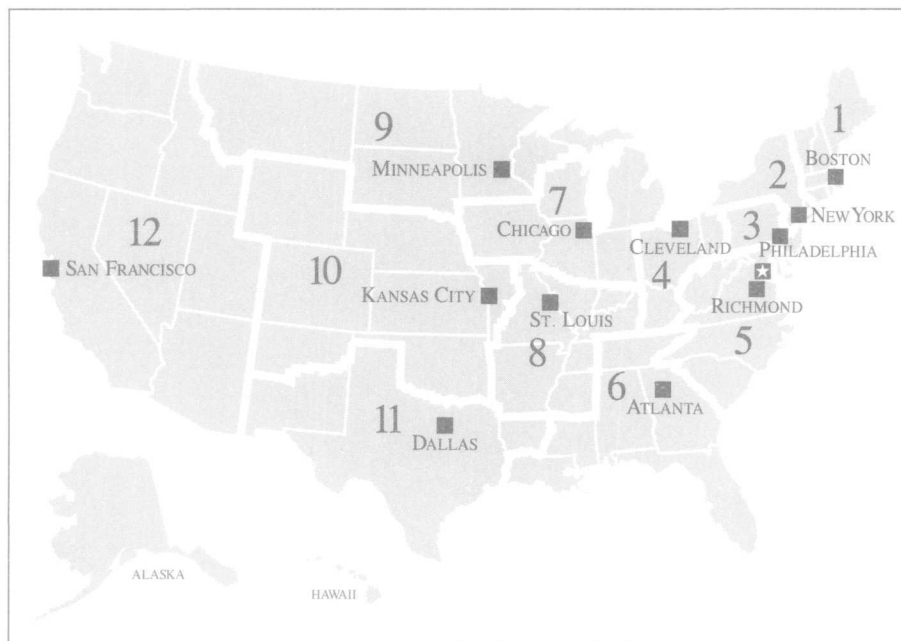 1
BOSTON
2
NEW YORK
3
PHILADELPHIA
CLEVELAND
4
RICHMOND
5
6
ATLANTA
7
CHICAGO
ST. LOUIS
8
9
MINNEAPOLIS
10
KANSAS CITY
11
DALLAS
12
SAN FRANCISCO
ALASKA
HAWAII